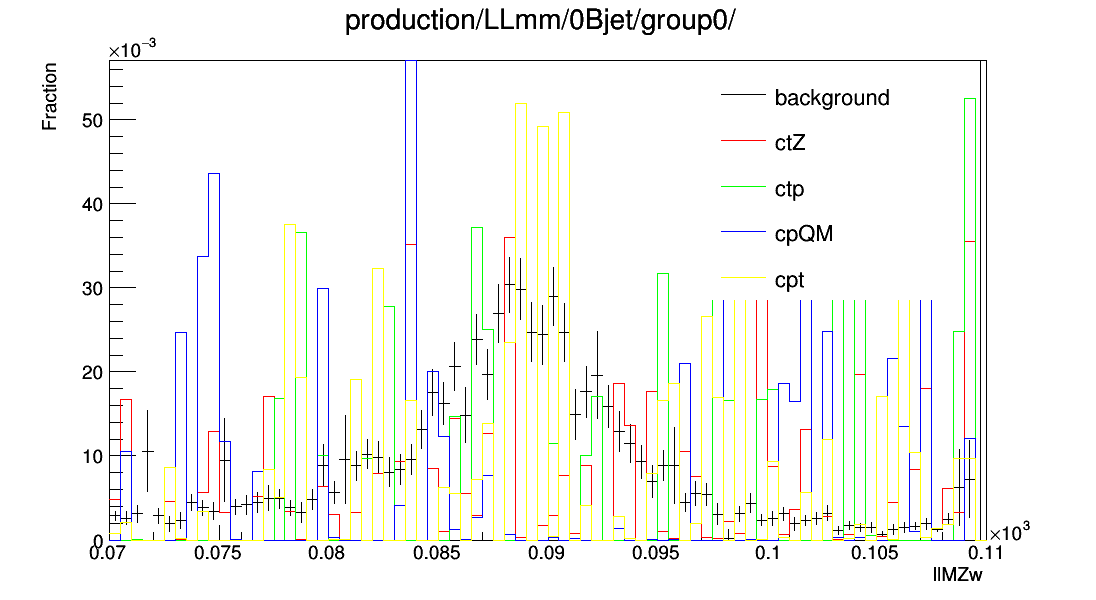 production/LLmm/0Bjet/group0/
×10⁻³
Fraction
background
ctZ
ctp
cpQM
cpt
50
40
30
20
10
0
0.07 0.075 0.08 0.085 0.09 0.095 0.1 0.105 0.11
×10³
llMZw